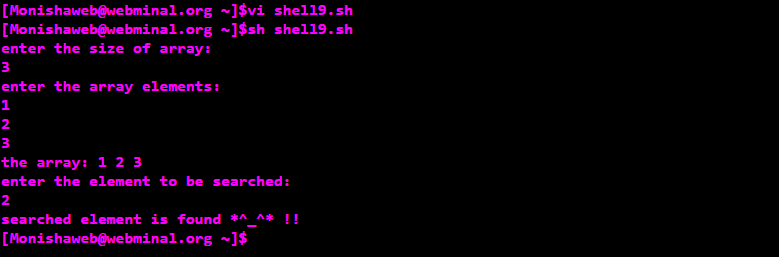 [Monishaweb@webminal.org ~]$vi shell9.sh
[Monishaweb@webminal.org ~]$sh shell9.sh
enter the size of array:
3
enter the array elements:
1
2
3
the array: 1 2 3
enter the element to be searched:
2
searched element is found *^_^* !!
[Monishaweb@webminal.org ~]$